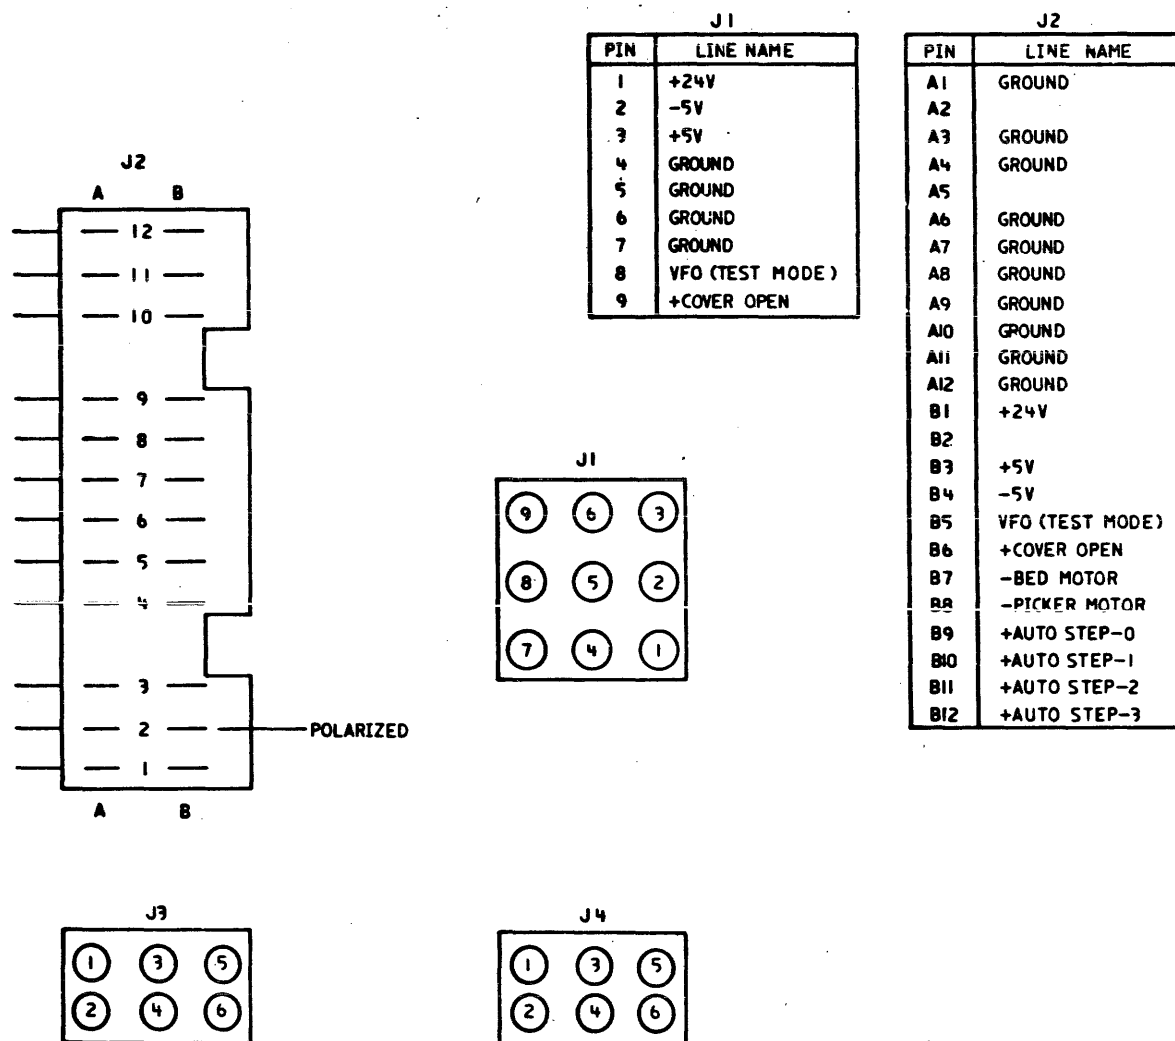 J1
PIN LINE NAME
1 +24V
2 -5V
3 +5V
4 GROUND
5 GROUND
6 GROUND
7 GROUND
8 VFO (TEST MODE)
9 +COVER OPEN
J2
PIN LINE NAME
A1 GROUND
A2
A3 GROUND
A4 GROUND
A5
A6 GROUND
A7 GROUND
A8 GROUND
A9 GROUND
A10 GROUND
A11 GROUND
A12 GROUND
B1 +24V
B2
B3 +5V
B4 -5V
B5 VFO (TEST MODE)
B6 +COVER OPEN
B7 -BED MOTOR
B8 -PICKER MOTOR
B9 +AUTO STEP-0
B10 +AUTO STEP-1
B11 +AUTO STEP-2
B12 +AUTO STEP-3
J2
A B
12
11
10
9
8
7
6
5
4
3
2 POLARIZED
1
A B
J1
9 6 3
8 5 2
7 4 1
J3
1 3 5
2 4 6
J4
1 3 5
2 4 6